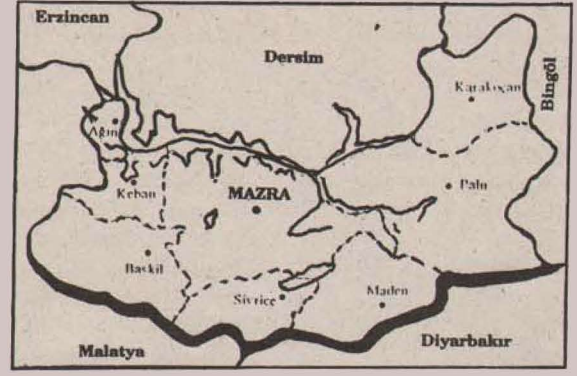 Erzincan
Dersim
Bingöl
Karakoçan
Ağın
Keban
MAZRA
Palu
Baskil
Sivrice
Maden
Malatya
Diyarbakır